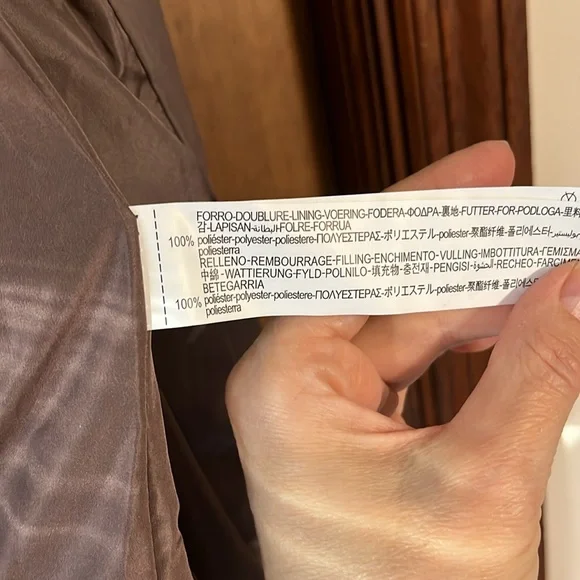 FORRO-DOUBLURE-LINING-VOERING-FODERA-ΦΟΔΡΑ-裏地-FUTTER-FOR-PODLOGA-里料
감-LAPISAN-البطانة-FOLRE-FORRUA
100% poliéster-polyester-poliestere-ΠΟΛΥΕΣΤΕΡΑΣ-ポリエステル-poliester-聚酯纤维-폴리에스터-بوليستير
poliesterra
RELLENO-REMBOURRAGE-FILLING-ENCHIMENTO-VULLING-IMBOTTITURA-ΓΕΜΙΣΜΑ
中綿-WATTIERUNG-FYLD-POLNILO-填充物-충전재-PENGISI-الحشوة-RECHEO-FARCIMENT
BETEGARRIA
100% poliéster-polyester-poliestere-ΠΟΛΥΕΣΤΕΡΑΣ-ポリエステル-poliester-聚酯纤维-폴리에스
poliesterra